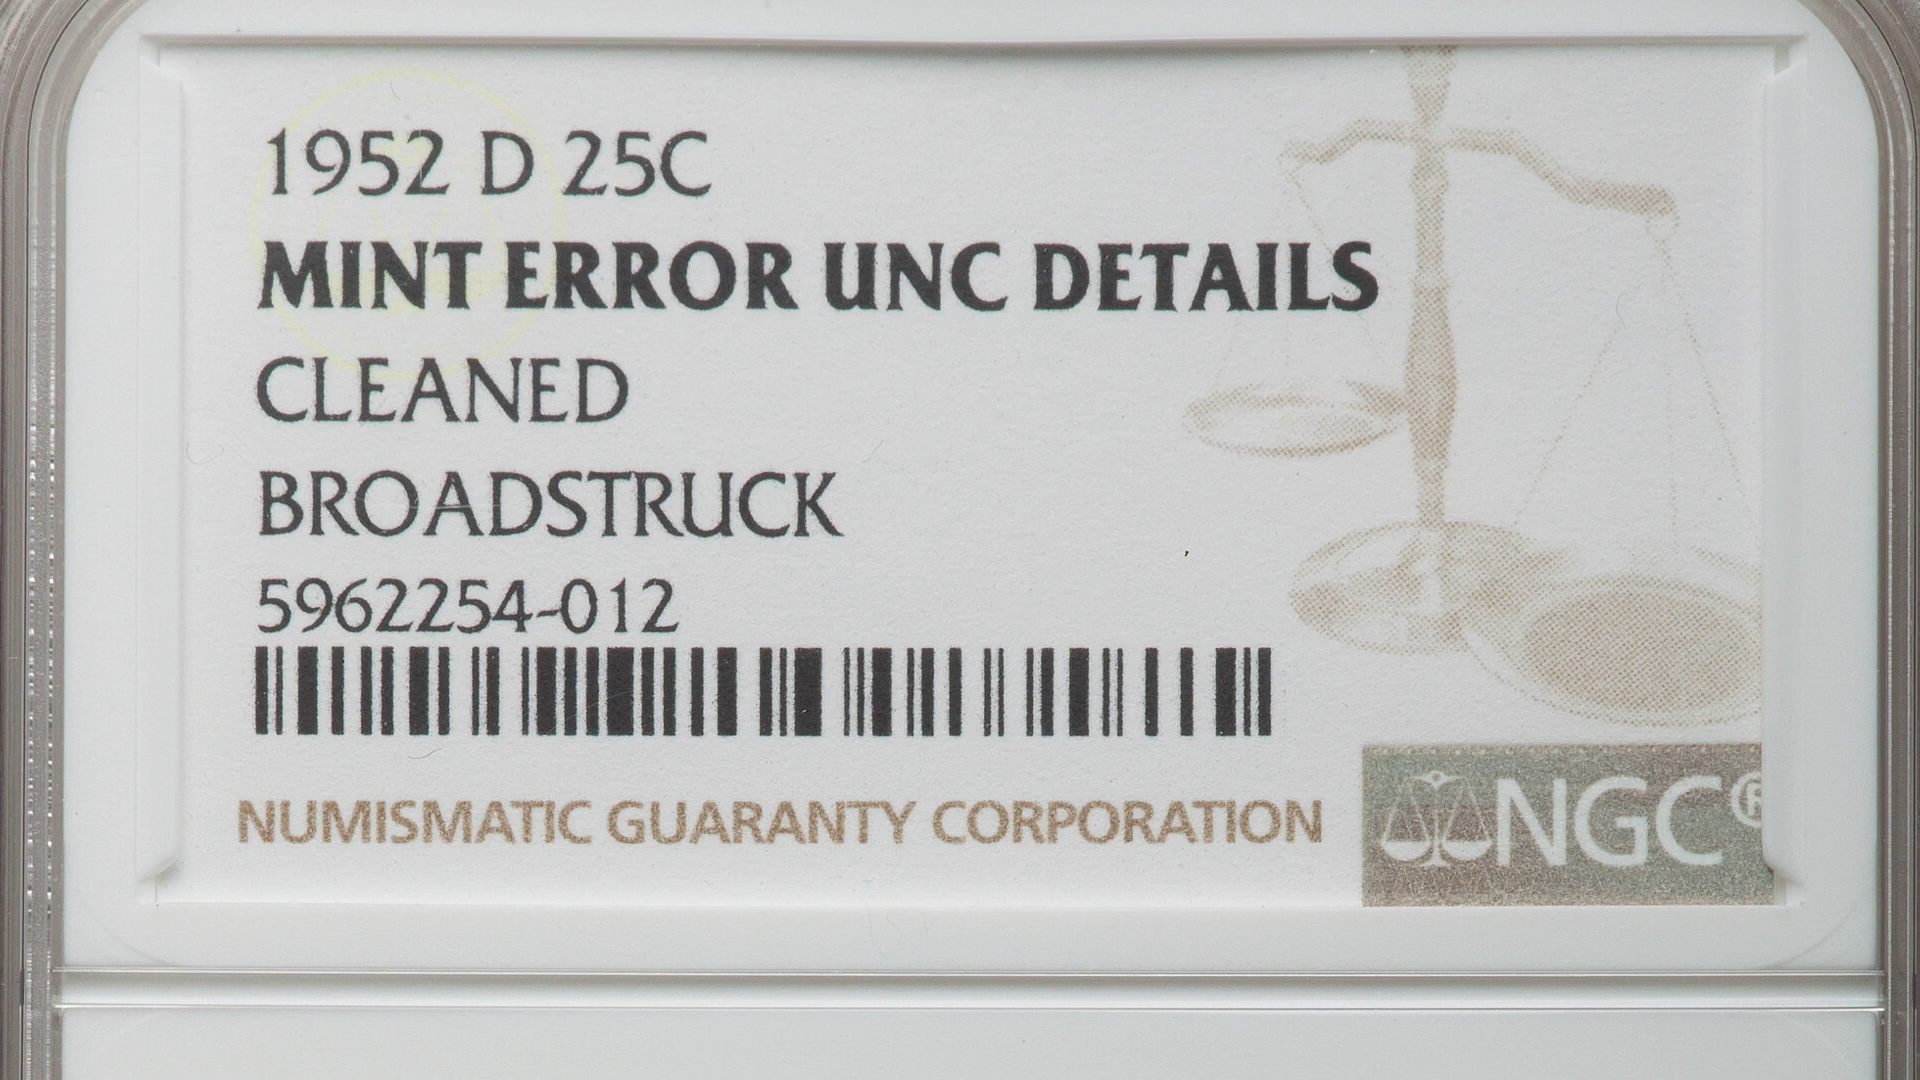 1952 D 25C
MINT ERROR UNC DETAILS
CLEANED
BROADSTRUCK
5962254-012
NUMISMATIC GUARANTY CORPORATION
NGC®